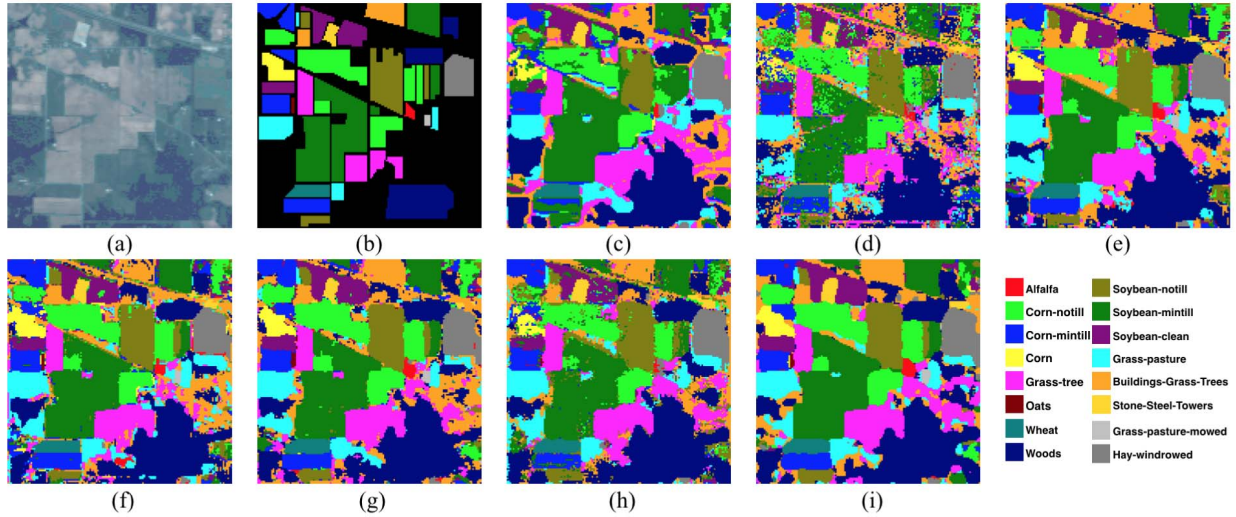 (a)
(b)
(c)
(d)
(e)
Alfalfa
Corn-notill
Corn-mintill
Corn
Grass-tree
Oats
Wheat
Woods
Soybean-notill
Soybean-mintill
Soybean-clean
Grass-pasture
Buildings-Grass-Trees
Stone-Steel-Towers
Grass-pasture-mowed
Hay-windrowed
(f)
(g)
(h)
(i)